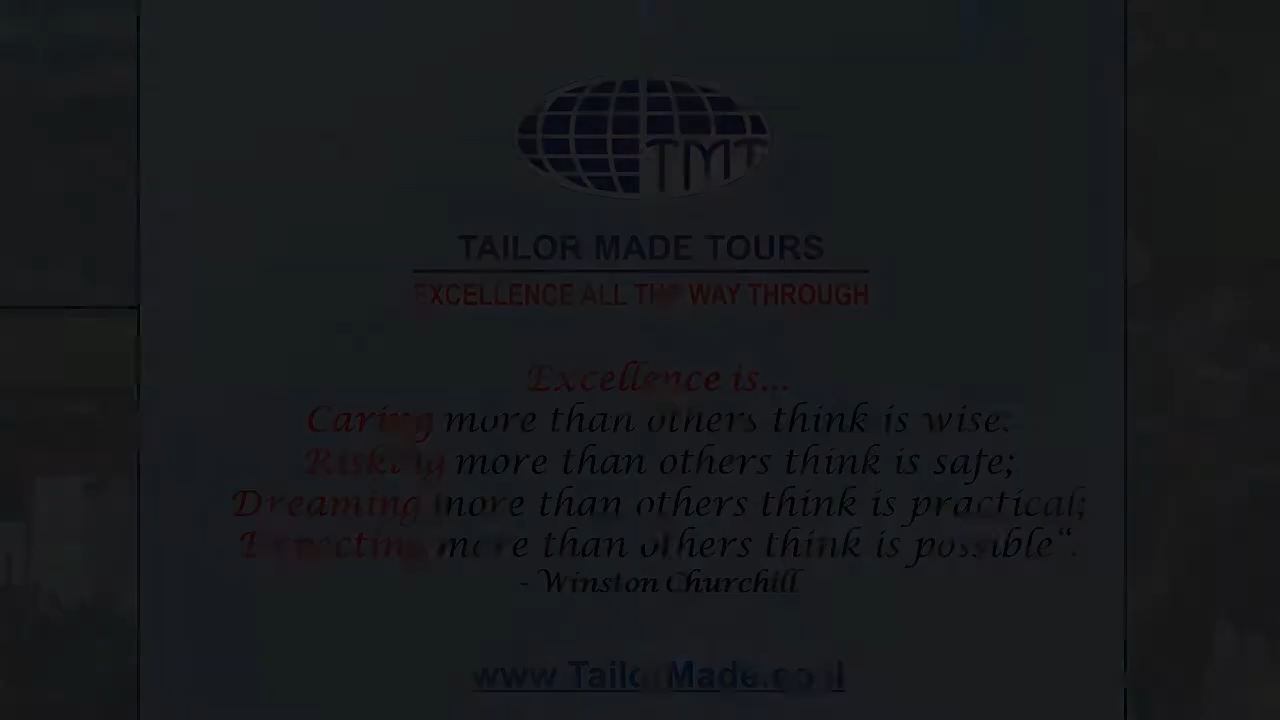 TMT
TAILOR MADE TOURS
EXCELLENCE ALL THE WAY THROUGH
Excellence is...
Caring more than others think is wise;
Risking more than others think is safe;
Dreaming more than others think is practical;
Expecting more than others think is possible“.
- Winston Churchill
www TailorMade.co.il